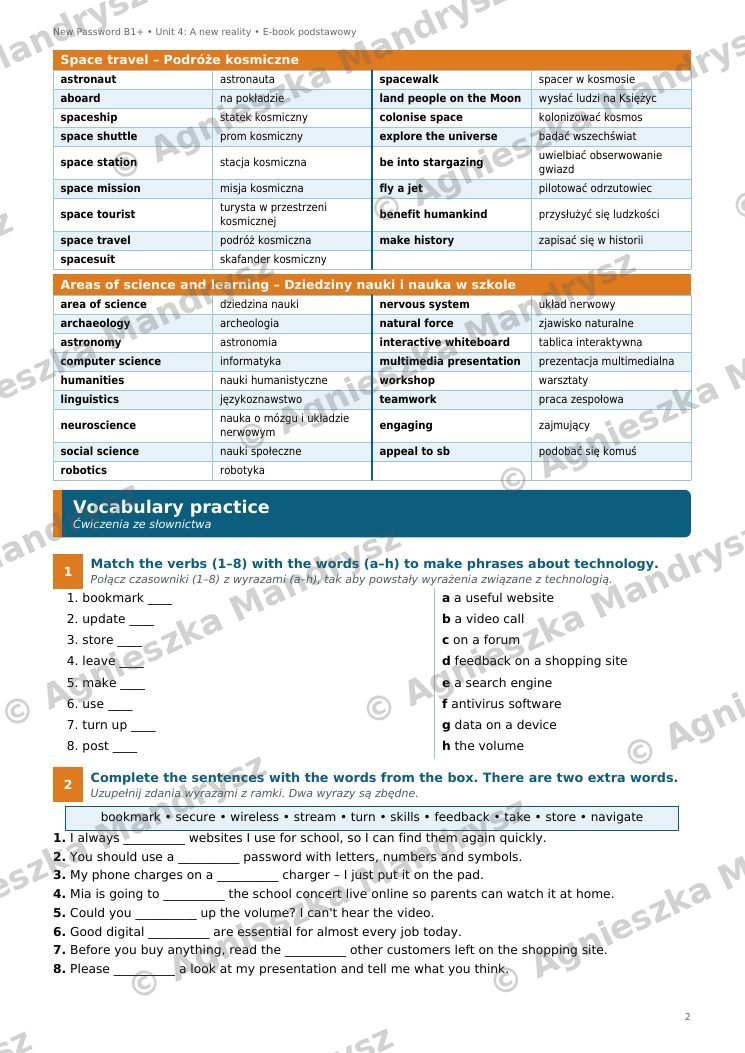 New Password B1+ • Unit 4: A new reality • E-book podstawowy
Space travel – Podróże kosmiczne
astronaut astronauta spacewalk spacer w kosmosie
aboard na pokładzie land people on the Moon wysłać ludzi na Księżyc
spaceship statek kosmiczny colonise space kolonizować kosmos
space shuttle prom kosmiczny explore the universe badać wszechświat
space station stacja kosmiczna be into stargazing uwielbiać obserwowanie gwiazd
space mission misja kosmiczna fly a jet pilotować odrzutowiec
space tourist turysta w przestrzeni kosmicznej benefit humankind przysłużyć się ludzkości
space travel podróż kosmiczna make history zapisać się w historii
spacesuit skafander kosmiczny
Areas of science and learning – Dziedziny nauki i nauka w szkole
area of science dziedzina nauki nervous system układ nerwowy
archaeology archeologia natural force zjawisko naturalne
astronomy astronomia interactive whiteboard tablica interaktywna
computer science informatyka multimedia presentation prezentacja multimedialna
humanities nauki humanistyczne workshop warsztaty
linguistics językoznawstwo teamwork praca zespołowa
neuroscience nauka o mózgu i układzie nerwowym engaging zajmujący
social science nauki społeczne appeal to sb podobać się komuś
robotics robotyka
Vocabulary practice
Ćwiczenia ze słownictwa
1 Match the verbs (1–8) with the words (a–h) to make phrases about technology.
Połącz czasowniki (1–8) z wyrazami (a–h), tak aby powstały wyrażenia związane z technologią.
1. bookmark ____ a a useful website
2. update ____ b a video call
3. store ____ c on a forum
4. leave ____ d feedback on a shopping site
5. make ____ e a search engine
6. use ____ f antivirus software
7. turn up ____ g data on a device
8. post ____ h the volume
2 Complete the sentences with the words from the box. There are two extra words.
Uzupełnij zdania wyrazami z ramki. Dwa wyrazy są zbędne.
bookmark • secure • wireless • stream • turn • skills • feedback • take • store • navigate
1. I always __________ websites I use for school, so I can find them again quickly.
2. You should use a __________ password with letters, numbers and symbols.
3. My phone charges on a __________ charger – I just put it on the pad.
4. Mia is going to __________ the school concert live online so parents can watch it at home.
5. Could you __________ up the volume? I can't hear the video.
6. Good digital __________ are essential for almost every job today.
7. Before you buy anything, read the __________ other customers left on the shopping site.
8. Please __________ a look at my presentation and tell me what you think.
2
© Agnieszka Mandrysz